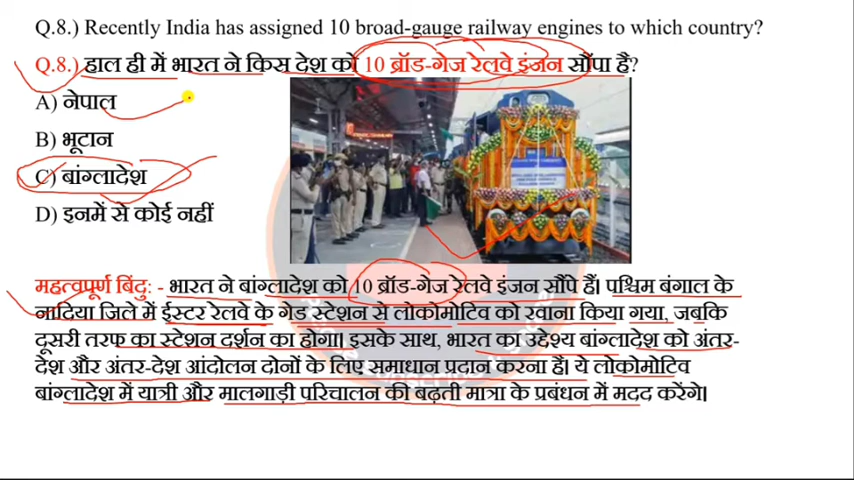 Q.8.) Recently India has assigned 10 broad-gauge railway engines to which country?
Q.8.) हाल ही में भारत ने किस देश को 10 ब्रॉड-गेज रेलवे इंजन सौंपा है?
A) नेपाल
B) भूटान
C) बांग्लादेश
D) इनमें से कोई नहीं
महत्वपूर्ण बिंदु: - भारत ने बांग्लादेश को 10 ब्रॉड-गेज रेलवे इंजन सौंपे हैं। पश्चिम बंगाल के
नादिया जिले में ईस्टर रेलवे के गेड स्टेशन से लोकोमोटिव को रवाना किया गया, जबकि
दूसरी तरफ का स्टेशन दर्शन का होगा। इसके साथ, भारत का उद्देश्य बांग्लादेश को अंतर-
देश और अंतर-देश आंदोलन दोनों के लिए समाधान प्रदान करना है। ये लोकोमोटिव
बांग्लादेश में यात्री और मालगाड़ी परिचालन की बढ़ती मात्रा के प्रबंधन में मदद करेंगे।